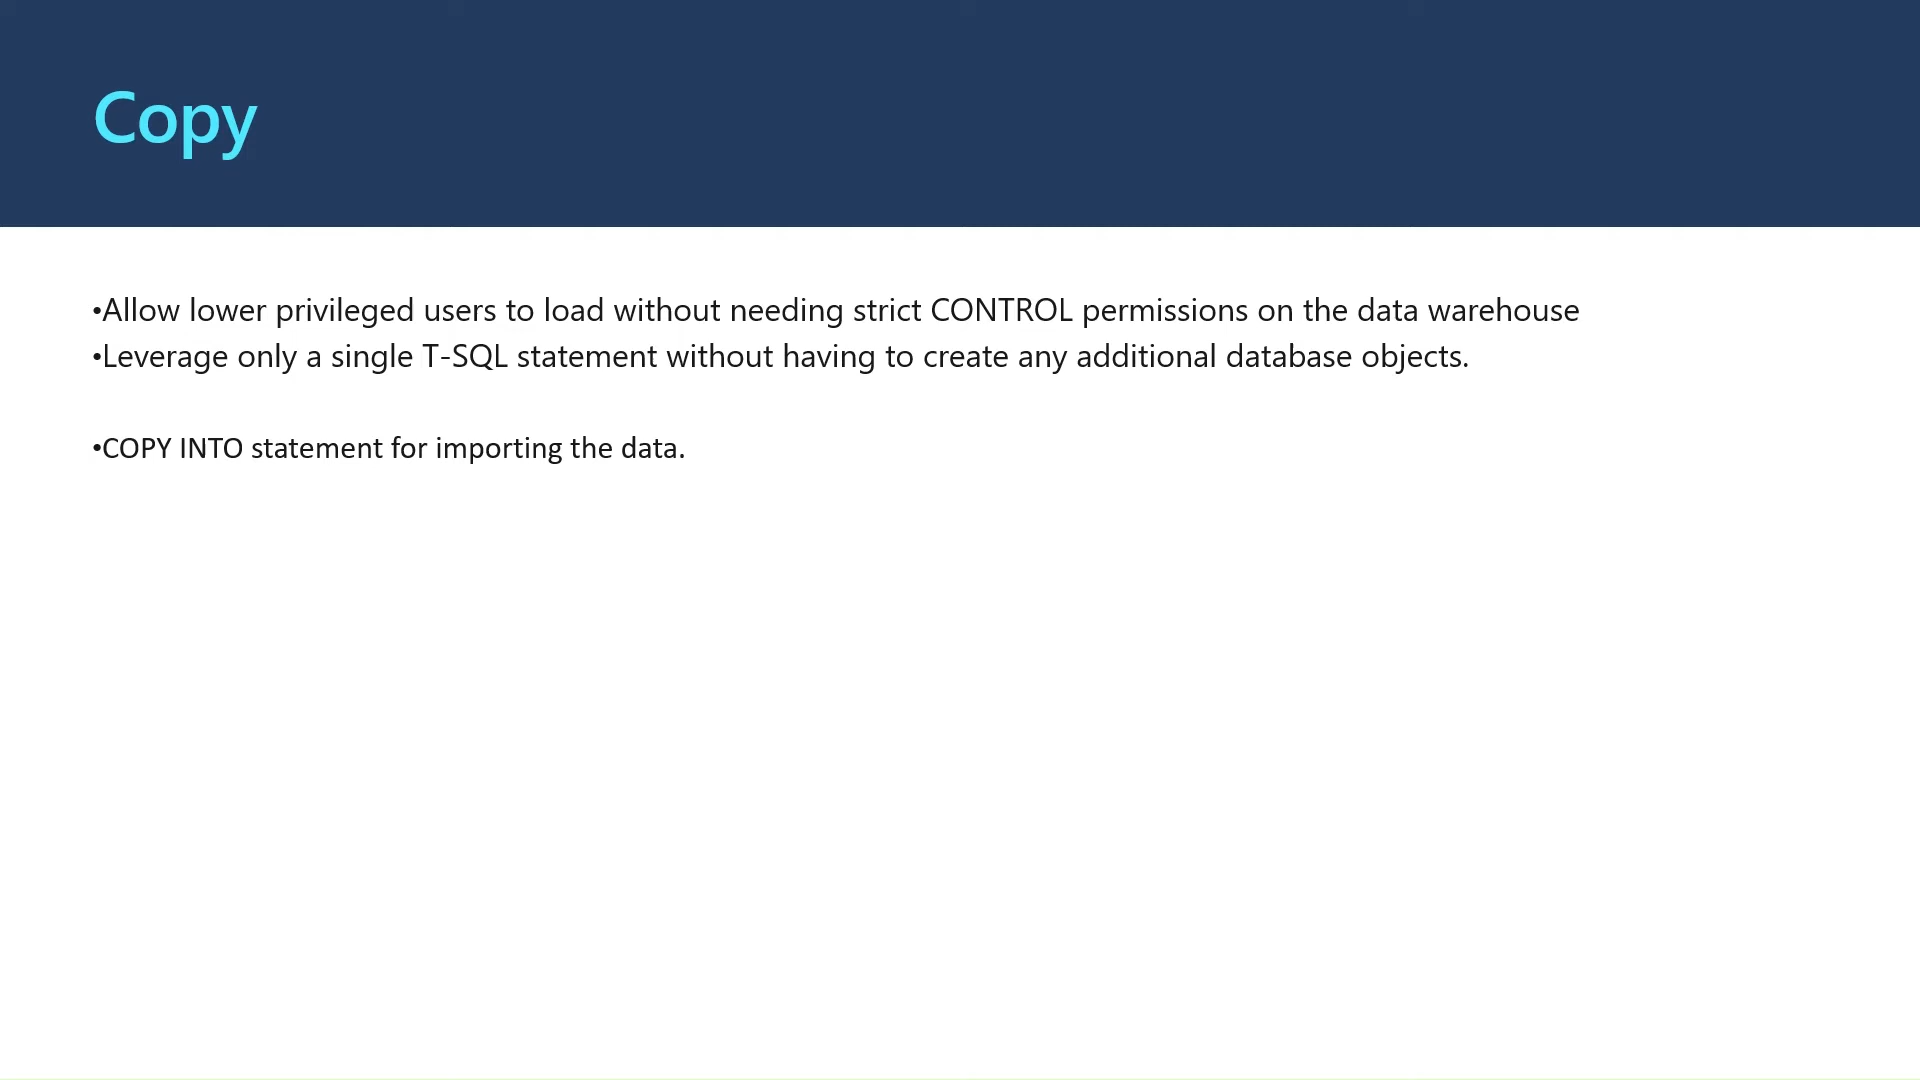 Copy
•Allow lower privileged users to load without needing strict CONTROL permissions on the data warehouse
•Leverage only a single T-SQL statement without having to create any additional database objects.
•COPY INTO statement for importing the data.